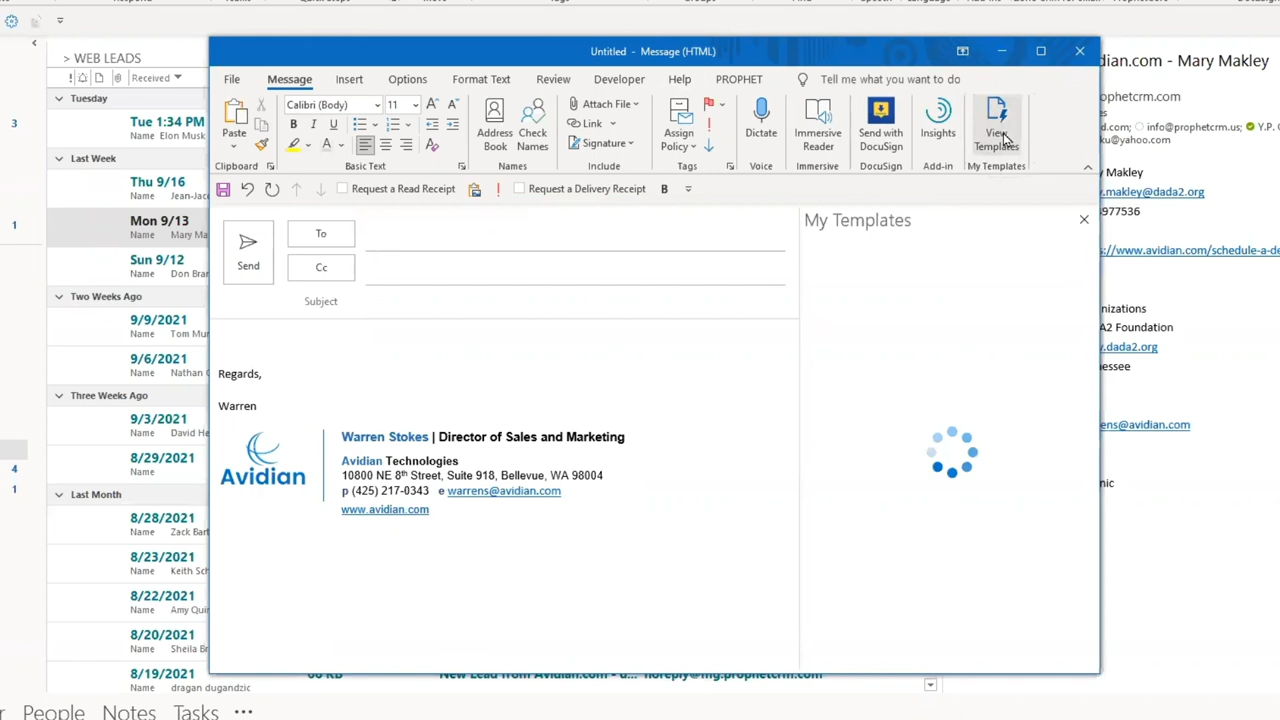 Untitled - Message (HTML)
> WEB LEADS
! Received
File Message Insert Options Format Text Review Developer Help PROPHET Tell me what you want to do
Paste
Clipboard
Calibri (Body) 11
B I U
Basic Text
Address Book
Check Names
Names
Attach File
Link
Signature
Include
Assign Policy
Tags
Dictate
Voice
Immersive Reader
Immersive
Send with DocuSign
DocuSign
Insights
Add-in
View Templates
My Templates
Request a Read Receipt ! Request a Delivery Receipt B
Send
To
Cc
Subject
My Templates
Regards,
Warren
Avidian
Warren Stokes | Director of Sales and Marketing
Avidian Technologies
10800 NE 8th Street, Suite 918, Bellevue, WA 98004
p (425) 217-0343 e warrens@avidian.com
www.avidian.com
3
1
4
1
Tuesday
Tue 1:34 PM
Name Elon Musk
Last Week
Thu 9/16
Name Jean-Jac
Mon 9/13
Name Mary Ma
Sun 9/12
Name Don Bran
Two Weeks Ago
9/9/2021
Name Tom Mur
9/6/2021
Name Nathan
Three Weeks Ago
9/3/2021
Name David He
8/29/2021
Name
Last Month
8/28/2021
Name Zack Bar
8/23/2021
Name Keith Sch
8/22/2021
Name Amy Qui
8/20/2021
Name Sheila Br
8/19/2021
Name dragan dugandzic
New Lead from Avidian.com - d... noreply@mg.prophetcrm.com
dian.com - Mary Makley
ophetcrm.com
d.com; info@prophetcrm.us; Y.P.
ku@yahoo.com
y Makley
.makley@dada2.org
977536
s://www.avidian.com/schedule-a-de
nizations
A2 Foundation
.dada2.org
nessee
ens@avidian.com
nic
People Notes Tasks ...